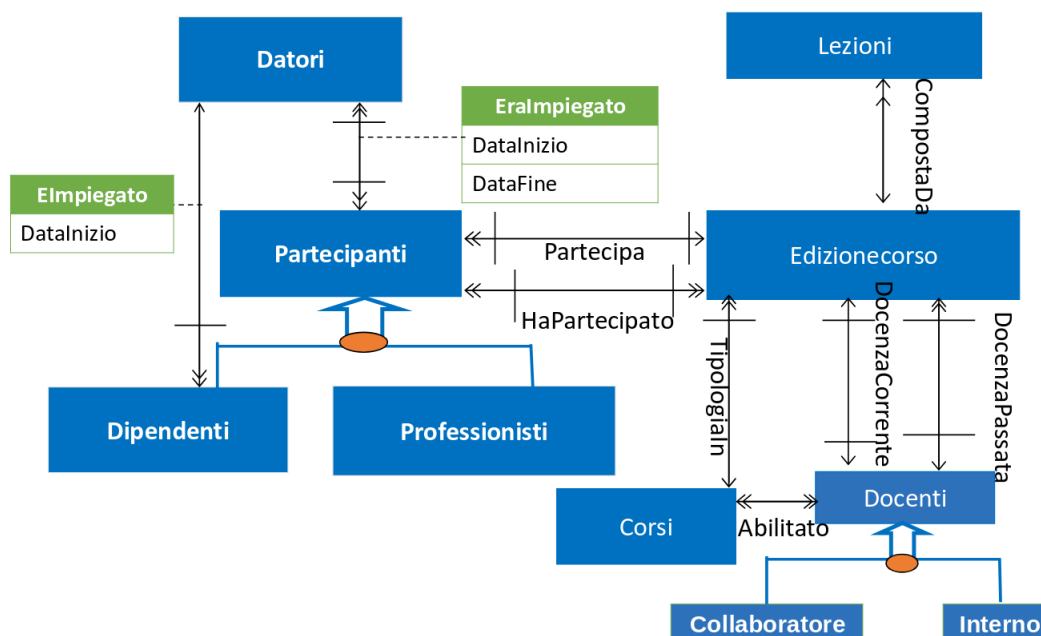 Datori
Lezioni
EraImpiegato
DataInizio
DataFine
CompostaDa
EImpiegato
DataInizio
Partecipanti
Partecipa
Edizionecorso
HaPartecipato
TipologiaIn
DocenzaCorrente
DocenzaPassata
Dipendenti
Professionisti
Corsi
Abilitato
Docenti
Collaboratore
Interno